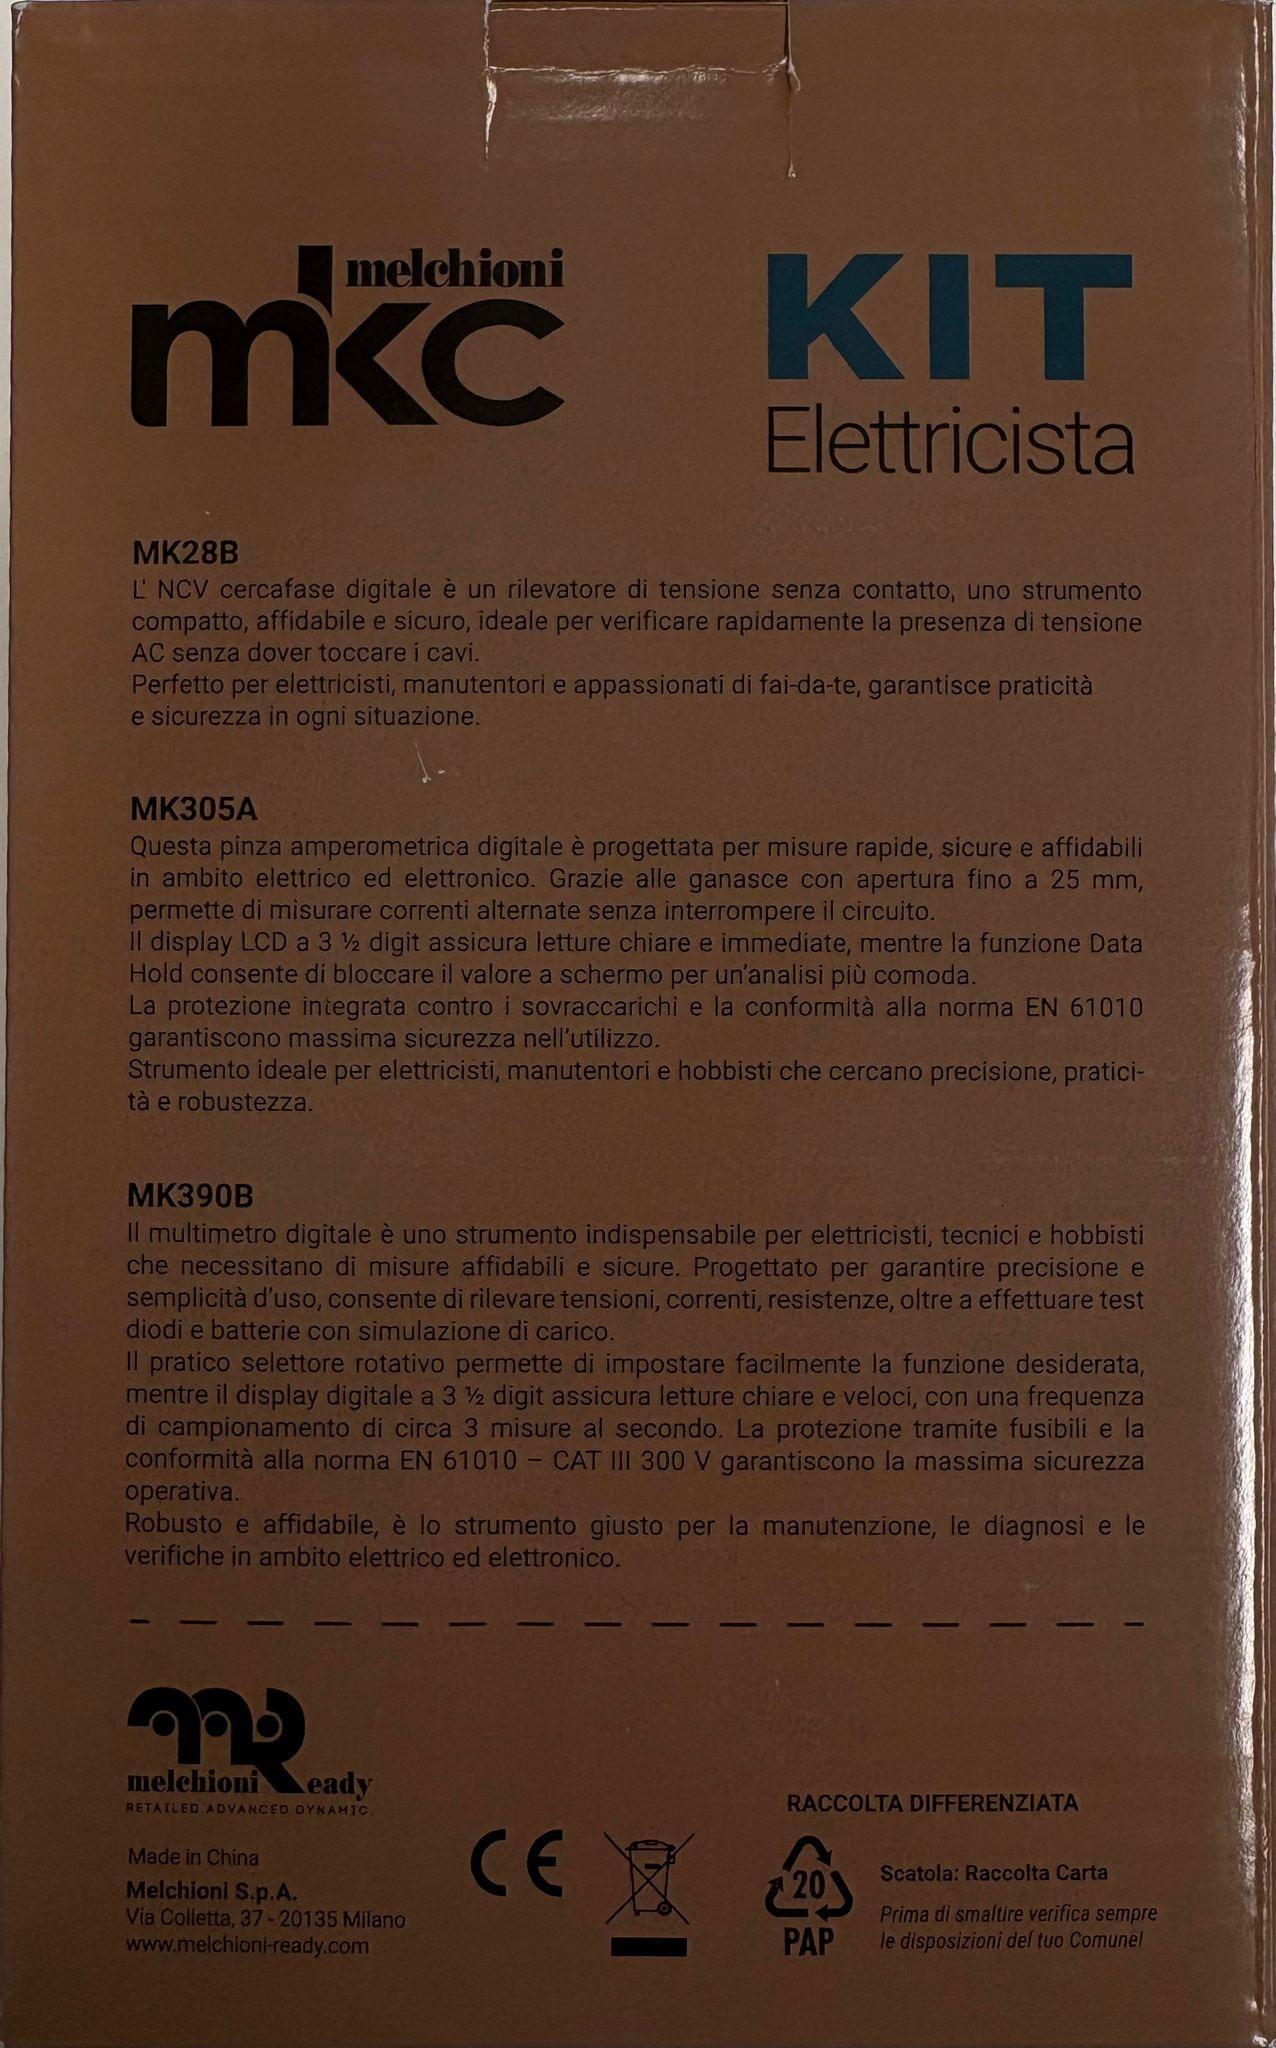 melchioni
mkc
KIT
Elettricista
MK28B
L' NCV cercafase digitale è un rilevatore di tensione senza contatto, uno strumento
compatto, affidabile e sicuro, ideale per verificare rapidamente la presenza di tensione
AC senza dover toccare i cavi.
Perfetto per elettricisti, manutentori e appassionati di fai-da-te, garantisce praticità
e sicurezza in ogni situazione.
MK305A
Questa pinza amperometrica digitale è progettata per misure rapide, sicure e affidabili
in ambito elettrico ed elettronico. Grazie alle ganasce con apertura fino a 25 mm,
permette di misurare correnti alternate senza interrompere il circuito.
Il display LCD a 3 ½ digit assicura letture chiare e immediate, mentre la funzione Data
Hold consente di bloccare il valore a schermo per un'analisi più comoda.
La protezione integrata contro i sovraccarichi e la conformità alla norma EN 61010
garantiscono massima sicurezza nell'utilizzo.
Strumento ideale per elettricisti, manutentori e hobbisti che cercano precisione, pratici-
tà e robustezza.
MK390B
Il multimetro digitale è uno strumento indispensabile per elettricisti, tecnici e hobbisti
che necessitano di misure affidabili e sicure. Progettato per garantire precisione e
semplicità d'uso, consente di rilevare tensioni, correnti, resistenze, oltre a effettuare test
diodi e batterie con simulazione di carico.
Il pratico selettore rotativo permette di impostare facilmente la funzione desiderata,
mentre il display digitale a 3 ½ digit assicura letture chiare e veloci, con una frequenza
di campionamento di circa 3 misure al secondo. La protezione tramite fusibili e la
conformità alla norma EN 61010 – CAT III 300 V garantiscono la massima sicurezza
operativa.
Robusto e affidabile, è lo strumento giusto per la manutenzione, le diagnosi e le
verifiche in ambito elettrico ed elettronico.
melchioni Ready
RETAILED ADVANCED DYNAMIC
Made in China
Melchioni S.p.A.
Via Colletta, 37 - 20135 Milano
www.melchioni-ready.com
CE
RACCOLTA DIFFERENZIATA
20
PAP
Scatola: Raccolta Carta
Prima di smaltire verifica sempre
le disposizioni del tuo Comune!